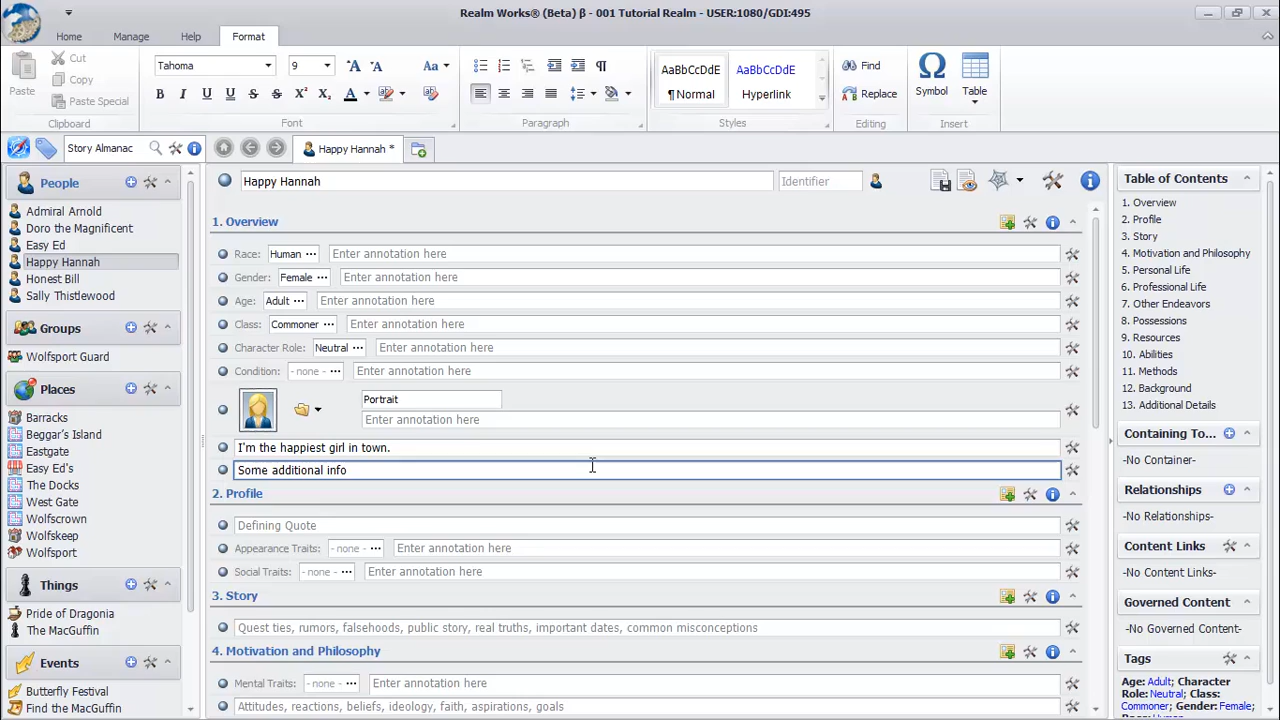 Realm Works® (Beta) β - 001 Tutorial Realm - USER:1080/GDI:495
Home Manage Help Format
Paste Cut Copy Paste Special
Clipboard
Tahoma 9 Aa
B I U U S S X² X₂ A
Font
Paragraph
AaBbCcDdE AaBbCcDdE
¶ Normal Hyperlink
Styles
Find
Replace
Editing
Symbol Table
Insert
Story Almanac
Happy Hannah *
People
Admiral Arnold
Doro the Magnificent
Easy Ed
Happy Hannah
Honest Bill
Sally Thistlewood
Groups
Wolfsport Guard
Places
Barracks
Beggar's Island
Eastgate
Easy Ed's
The Docks
West Gate
Wolfscrown
Wolfskeep
Wolfsport
Things
Pride of Dragonia
The MacGuffin
Events
Butterfly Festival
Find the MacGuffin
Happy Hannah Identifier
1. Overview
Race: Human ••• Enter annotation here
Gender: Female ••• Enter annotation here
Age: Adult ••• Enter annotation here
Class: Commoner ••• Enter annotation here
Character Role: Neutral ••• Enter annotation here
Condition: - none - ••• Enter annotation here
Portrait
Enter annotation here
I'm the happiest girl in town.
Some additional info
2. Profile
Defining Quote
Appearance Traits: - none - ••• Enter annotation here
Social Traits: - none - ••• Enter annotation here
3. Story
Quest ties, rumors, falsehoods, public story, real truths, important dates, common misconceptions
4. Motivation and Philosophy
Mental Traits: - none - ••• Enter annotation here
Attitudes, reactions, beliefs, ideology, faith, aspirations, goals
Table of Contents
1. Overview
2. Profile
3. Story
4. Motivation and Philosophy
5. Personal Life
6. Professional Life
7. Other Endeavors
8. Possessions
9. Resources
10. Abilities
11. Methods
12. Background
13. Additional Details
Containing To...
-No Container-
Relationships
-No Relationships-
Content Links
-No Content Links-
Governed Content
-No Governed Content-
Tags
Age: Adult; Character
Role: Neutral; Class:
Commoner; Gender: Female;